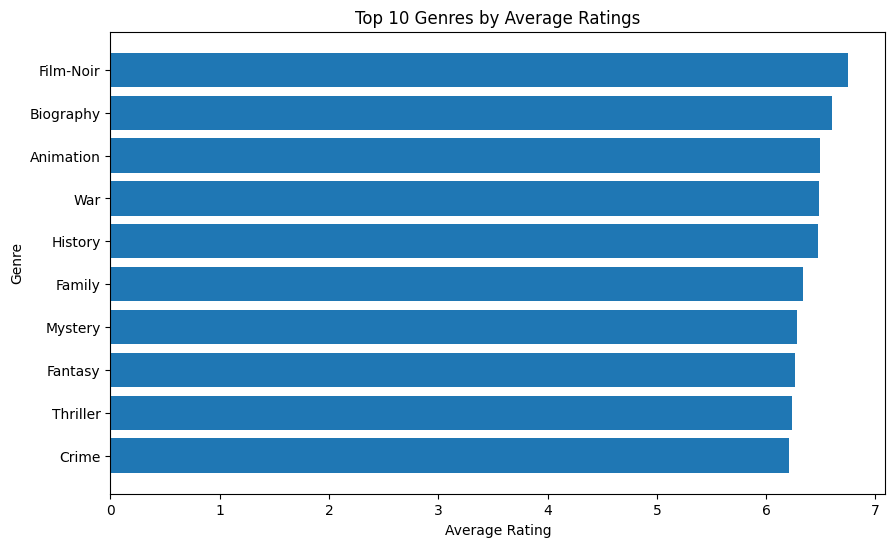 Top 10 Genres by Average Ratings
Genre
Film-Noir
Biography
Animation
War
History
Family
Mystery
Fantasy
Thriller
Crime
0 1 2 3 4 5 6 7
Average Rating